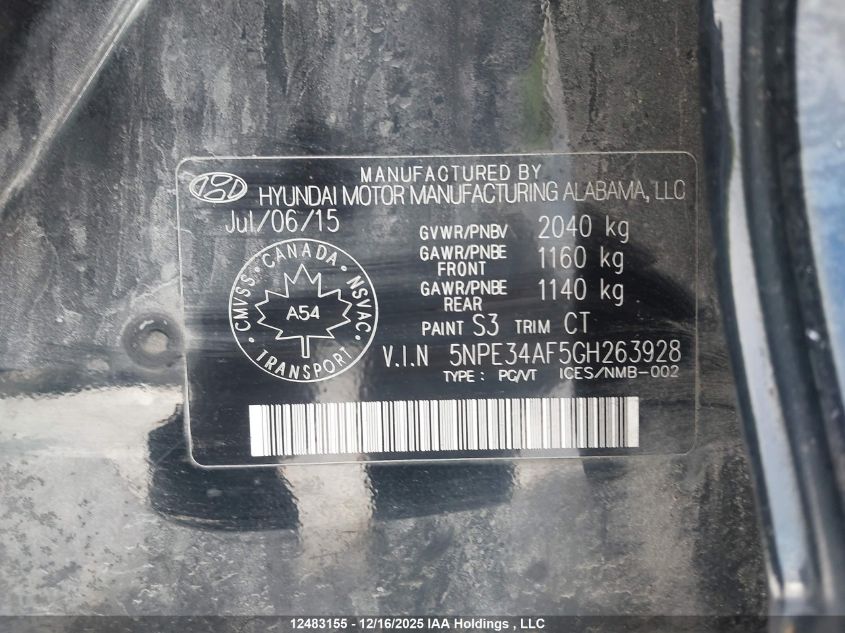 MANUFACTURED BY
HYUNDAI MOTOR MANUFACTURING ALABAMA, LLC
Jul/06/15
GVWR/PNBV 2040 kg
GAWR/PNBE FRONT 1160 kg
GAWR/PNBE REAR 1140 kg
PAINT S3 TRIM CT
CMVSS · CANADA · NSVAC · TRANSPORT ·
A54
V.I.N 5NPE34AF5GH263928
TYPE : PC/VT ICES/NMB-002
12483155 - 12/16/2025 IAA Holdings , LLC